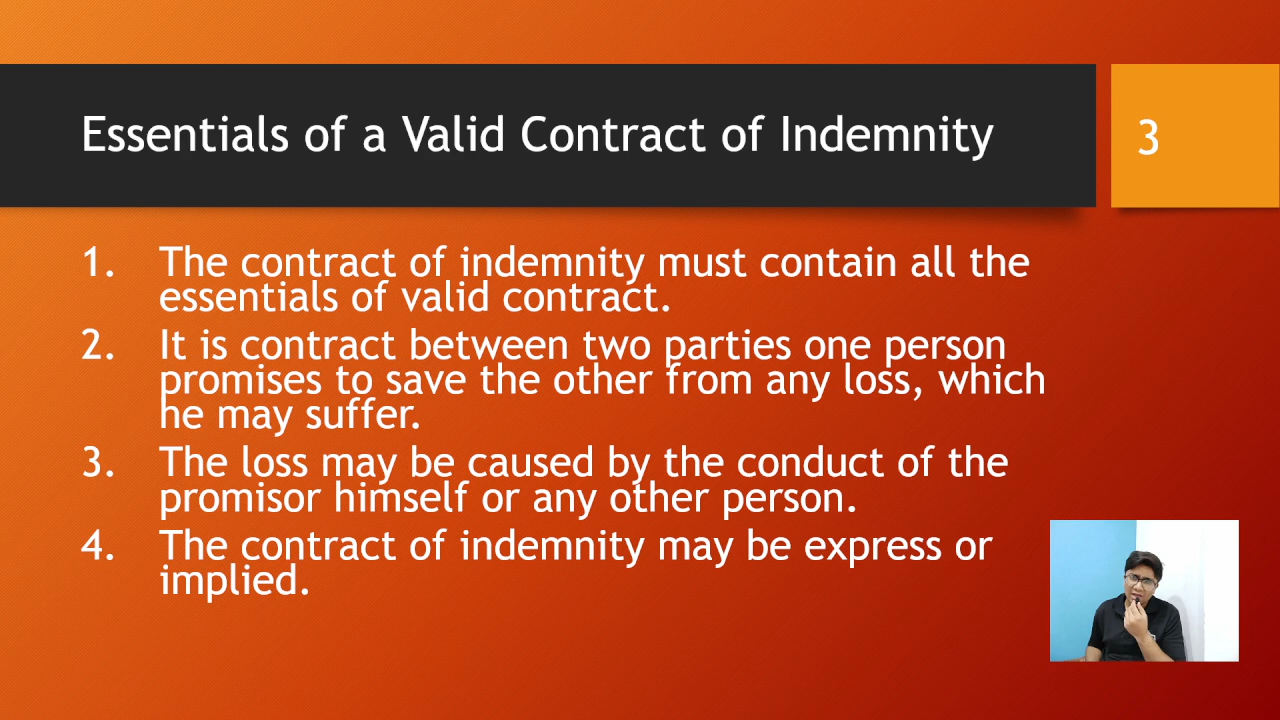 Essentials of a Valid Contract of Indemnity
3
1. The contract of indemnity must contain all the
essentials of valid contract.
2. It is contract between two parties one person
promises to save the other from any loss, which
he may suffer.
3. The loss may be caused by the conduct of the
promisor himself or any other person.
4. The contract of indemnity may be express or
implied.